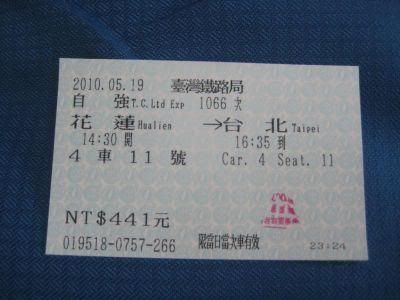 2010.05.19 臺灣鐵路局
自強 T.C.Ltd Exp 1066 次
花蓮 Hualien →台北 Taipei
14:30 開 16:35 到
4 車 11 號 Car. 4 Seat. 11
NT$441元
019518-0757-266 限當日當次車有效 23:24